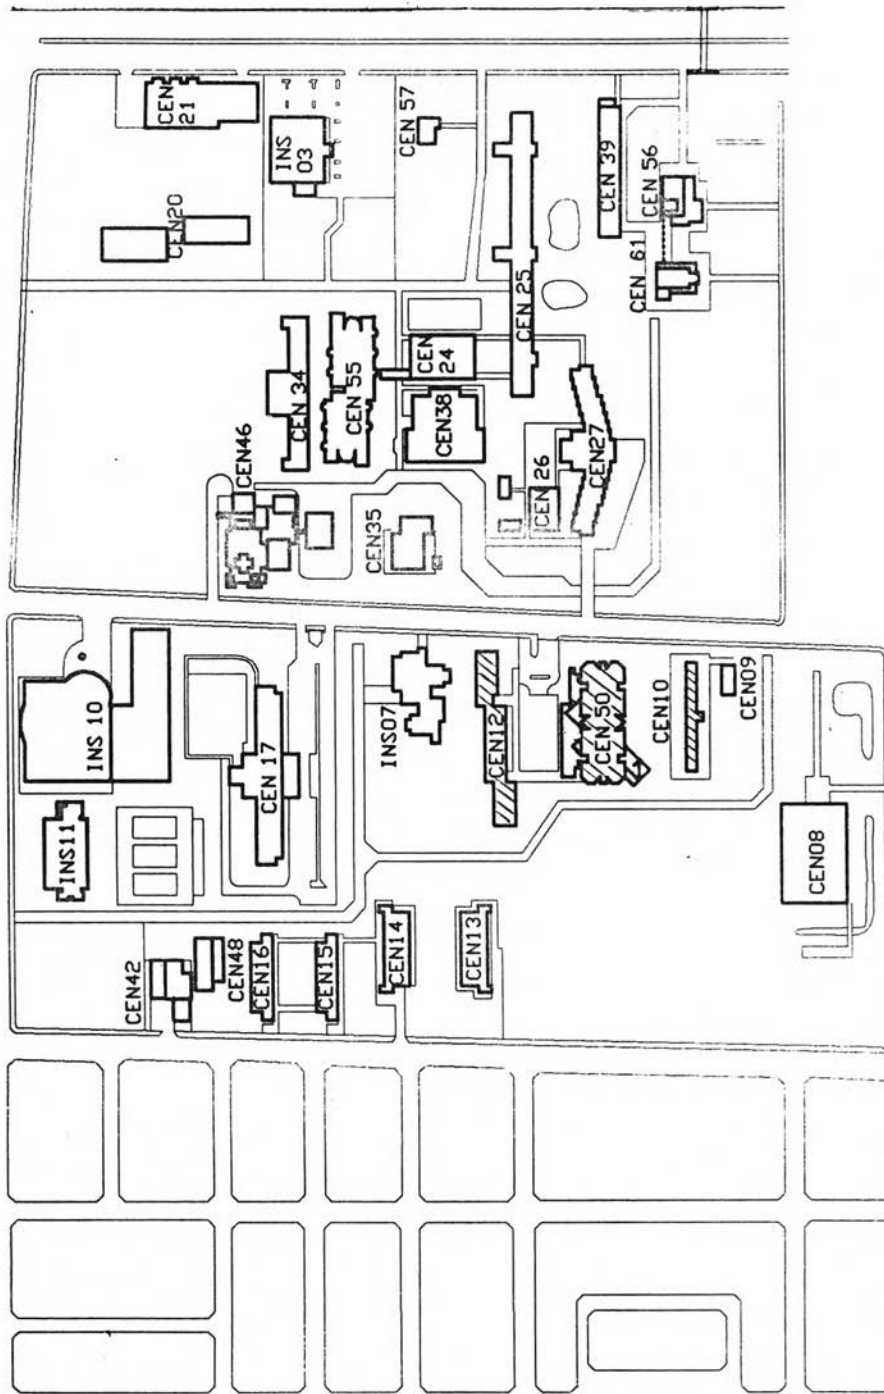 CEN
21
INS
03
CEN 57
CEN 39
CEN 56
CEN20
CEN 61
CEN 25
CEN 34
CEN 55
CEN
24
CEN38
CEN46
CEN27
CEN 26
CEN35
INS 10
CEN 17
INS07
CEN12
CEN 50
CEN10
CEN09
INS11
CEN08
CEN42
CEN48
CEN16
CEN15
CEN14
CEN13